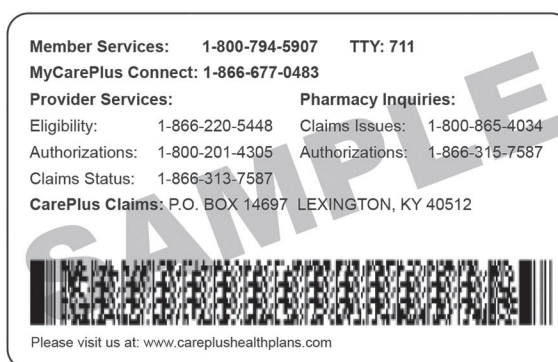 Member Services: 1-800-794-5907 TTY: 711
MyCarePlus Connect: 1-866-677-0483
Provider Services: Pharmacy Inquiries:
Eligibility: 1-866-220-5448 Claims Issues: 1-800-865-4034
Authorizations: 1-800-201-4305 Authorizations: 1-866-315-7587
Claims Status: 1-866-313-7587
CarePlus Claims: P.O. BOX 14697 LEXINGTON, KY 40512
SAMPLE
Please visit us at: www.careplushealthplans.com